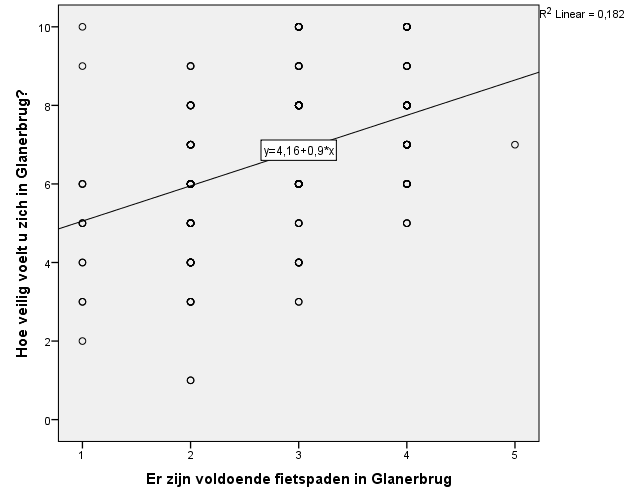 R2 Linear = 0,182
Hoe veilig voelt u zich in Glanerbrug?
10
8
6
4
2
0
y=4,16+0,9*x
1 2 3 4 5
Er zijn voldoende fietspaden in Glanerbrug